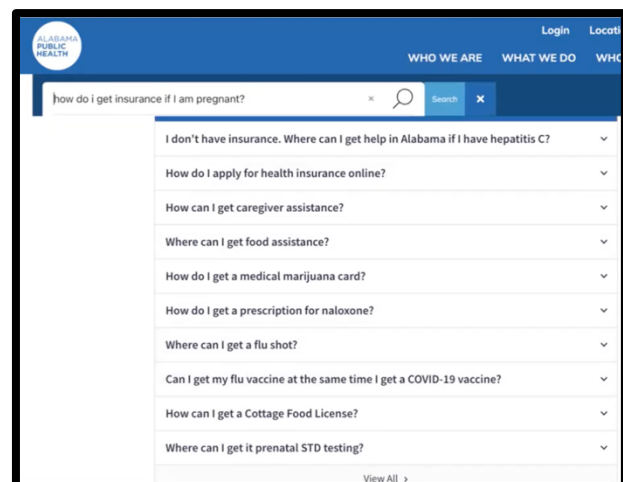 ALABAMA
PUBLIC
HEALTH
Login
WHO WE ARE WHAT WE DO
how do i get insurance if I am pregnant? × Search ×
I don't have insurance. Where can I get help in Alabama if I have hepatitis C?
How do I apply for health insurance online?
How can I get caregiver assistance?
Where can I get food assistance?
How do I get a medical marijuana card?
How do I get a prescription for naloxone?
Where can I get a flu shot?
Can I get my flu vaccine at the same time I get a COVID-19 vaccine?
How can I get a Cottage Food License?
Where can I get it prenatal STD testing?
View All >